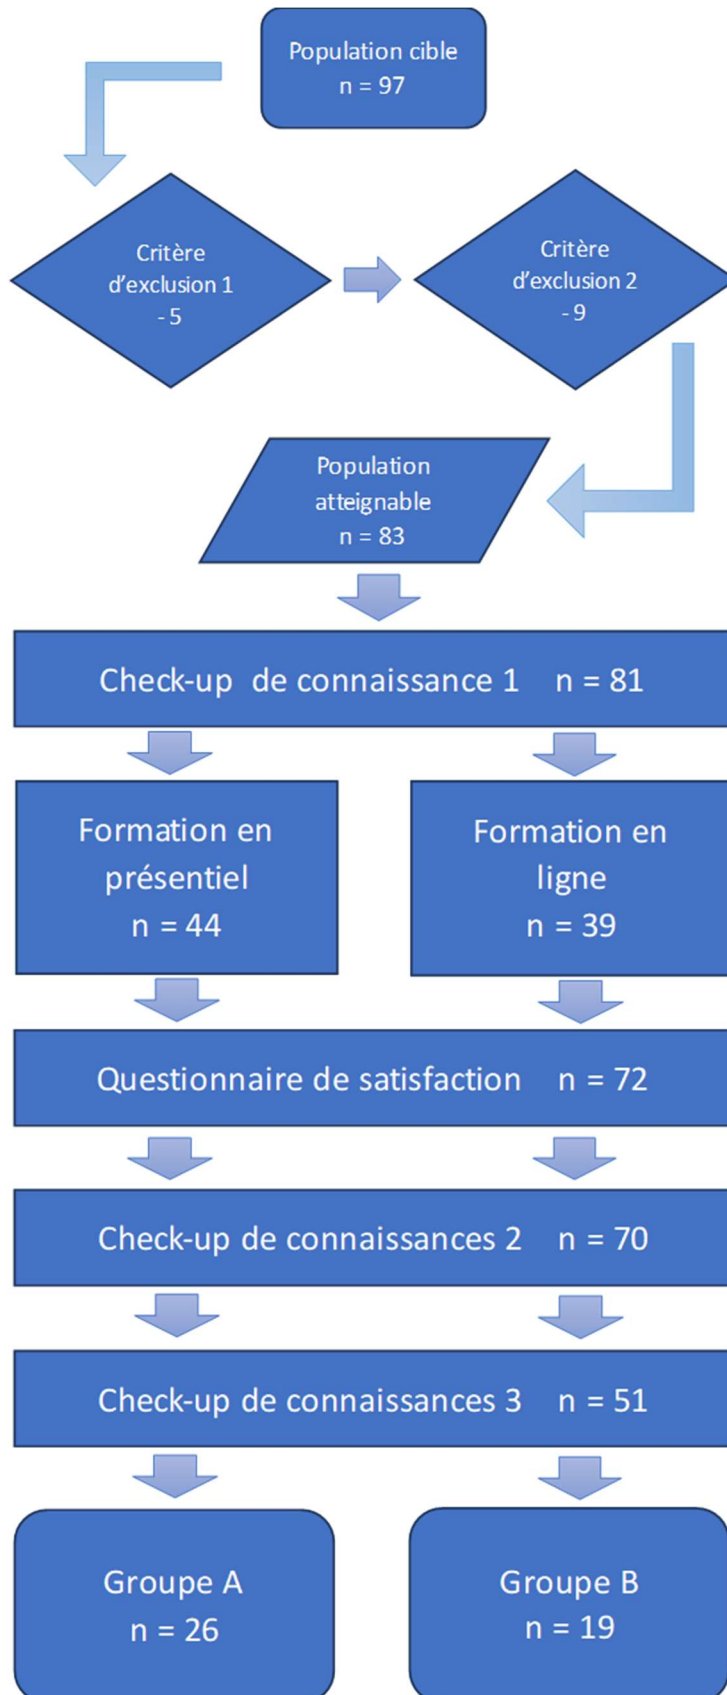 Population cible
n = 97
Critère
d'exclusion 1
- 5
Critère
d'exclusion 2
- 9
Population
atteignable
n = 83
Check-up de connaissance 1 n = 81
Formation en
présentiel
n = 44
Formation en
ligne
n = 39
Questionnaire de satisfaction n = 72
Check-up de connaissances 2 n = 70
Check-up de connaissances 3 n = 51
Groupe A
n = 26
Groupe B
n = 19